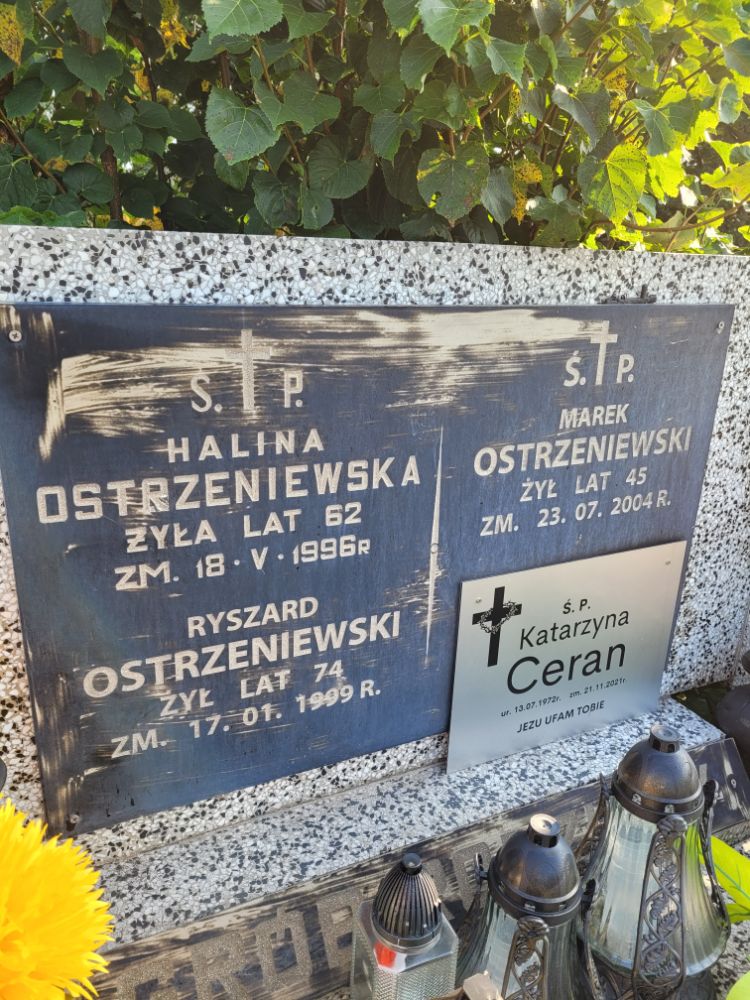 Ś. P.
HALINA
OSTRZENIEWSKA
ŻYŁA LAT 62
ZM. 18·V·1996R
RYSZARD
OSTRZENIEWSKI
ŻYŁ LAT 74
ZM. 17. 01. 1999 R.
Ś. P.
MAREK
OSTRZENIEWSKI
ŻYŁ LAT 45
ZM. 23. 07. 2004 R.
Ś. P.
Katarzyna
Ceran
ur. 13.07.1972r. zm. 21.11.2021r.
JEZU UFAM TOBIE